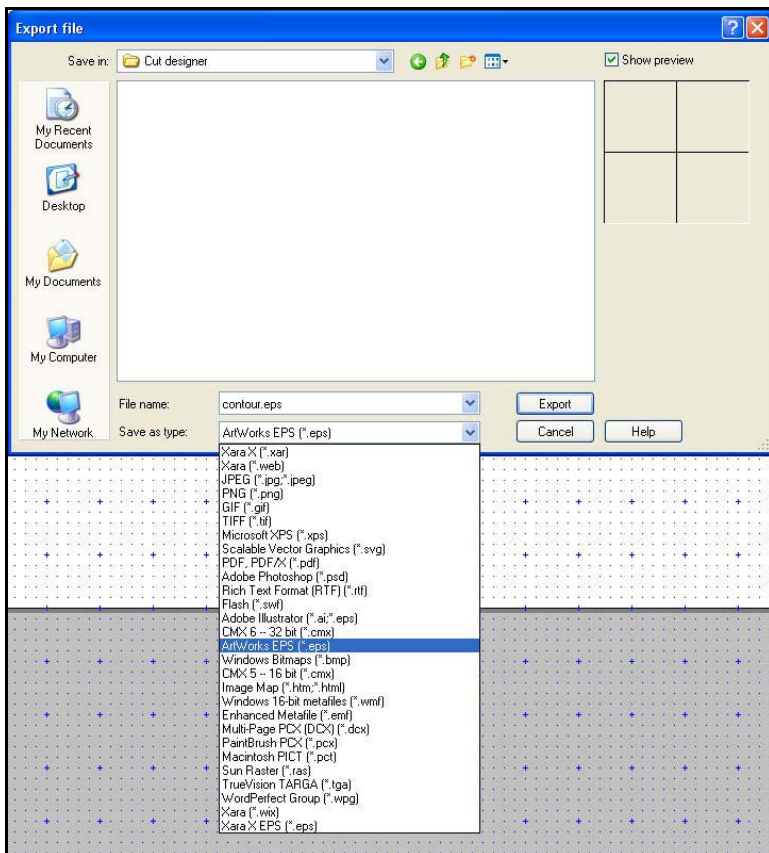 Export file
Save in: Cut designer
Show preview
My Recent
Documents
Desktop
My Documents
My Computer
My Network
File name: contour.eps Export
Save as type: ArtWorks EPS (*.eps) Cancel Help
Xara X (*.xar)
Xara (*.web)
JPEG (*.jpg;*.jpeg)
PNG (*.png)
GIF (*.gif)
TIFF (*.tif)
Microsoft XPS (*.xps)
Scalable Vector Graphics (*.svg)
PDF, PDF/X (*.pdf)
Adobe Photoshop (*.psd)
Rich Text Format (RTF) (*.rtf)
Flash (*.swf)
Adobe Illustrator (*.ai;*.eps)
CMX 6 -- 32 bit (*.cmx)
ArtWorks EPS (*.eps)
Windows Bitmaps (*.bmp)
CMX 5 -- 16 bit (*.cmx)
Image Map (*.htm;*.html)
Windows 16-bit metafiles (*.wmf)
Enhanced Metafile (*.emf)
Multi-Page PCX (DCX) (*.dcx)
PaintBrush PCX (*.pcx)
Macintosh PICT (*.pct)
Sun Raster (*.ras)
TrueVision TARGA (*.tga)
WordPerfect Group (*.wpg)
Xara (*.wix)
Xara X EPS (*.eps)